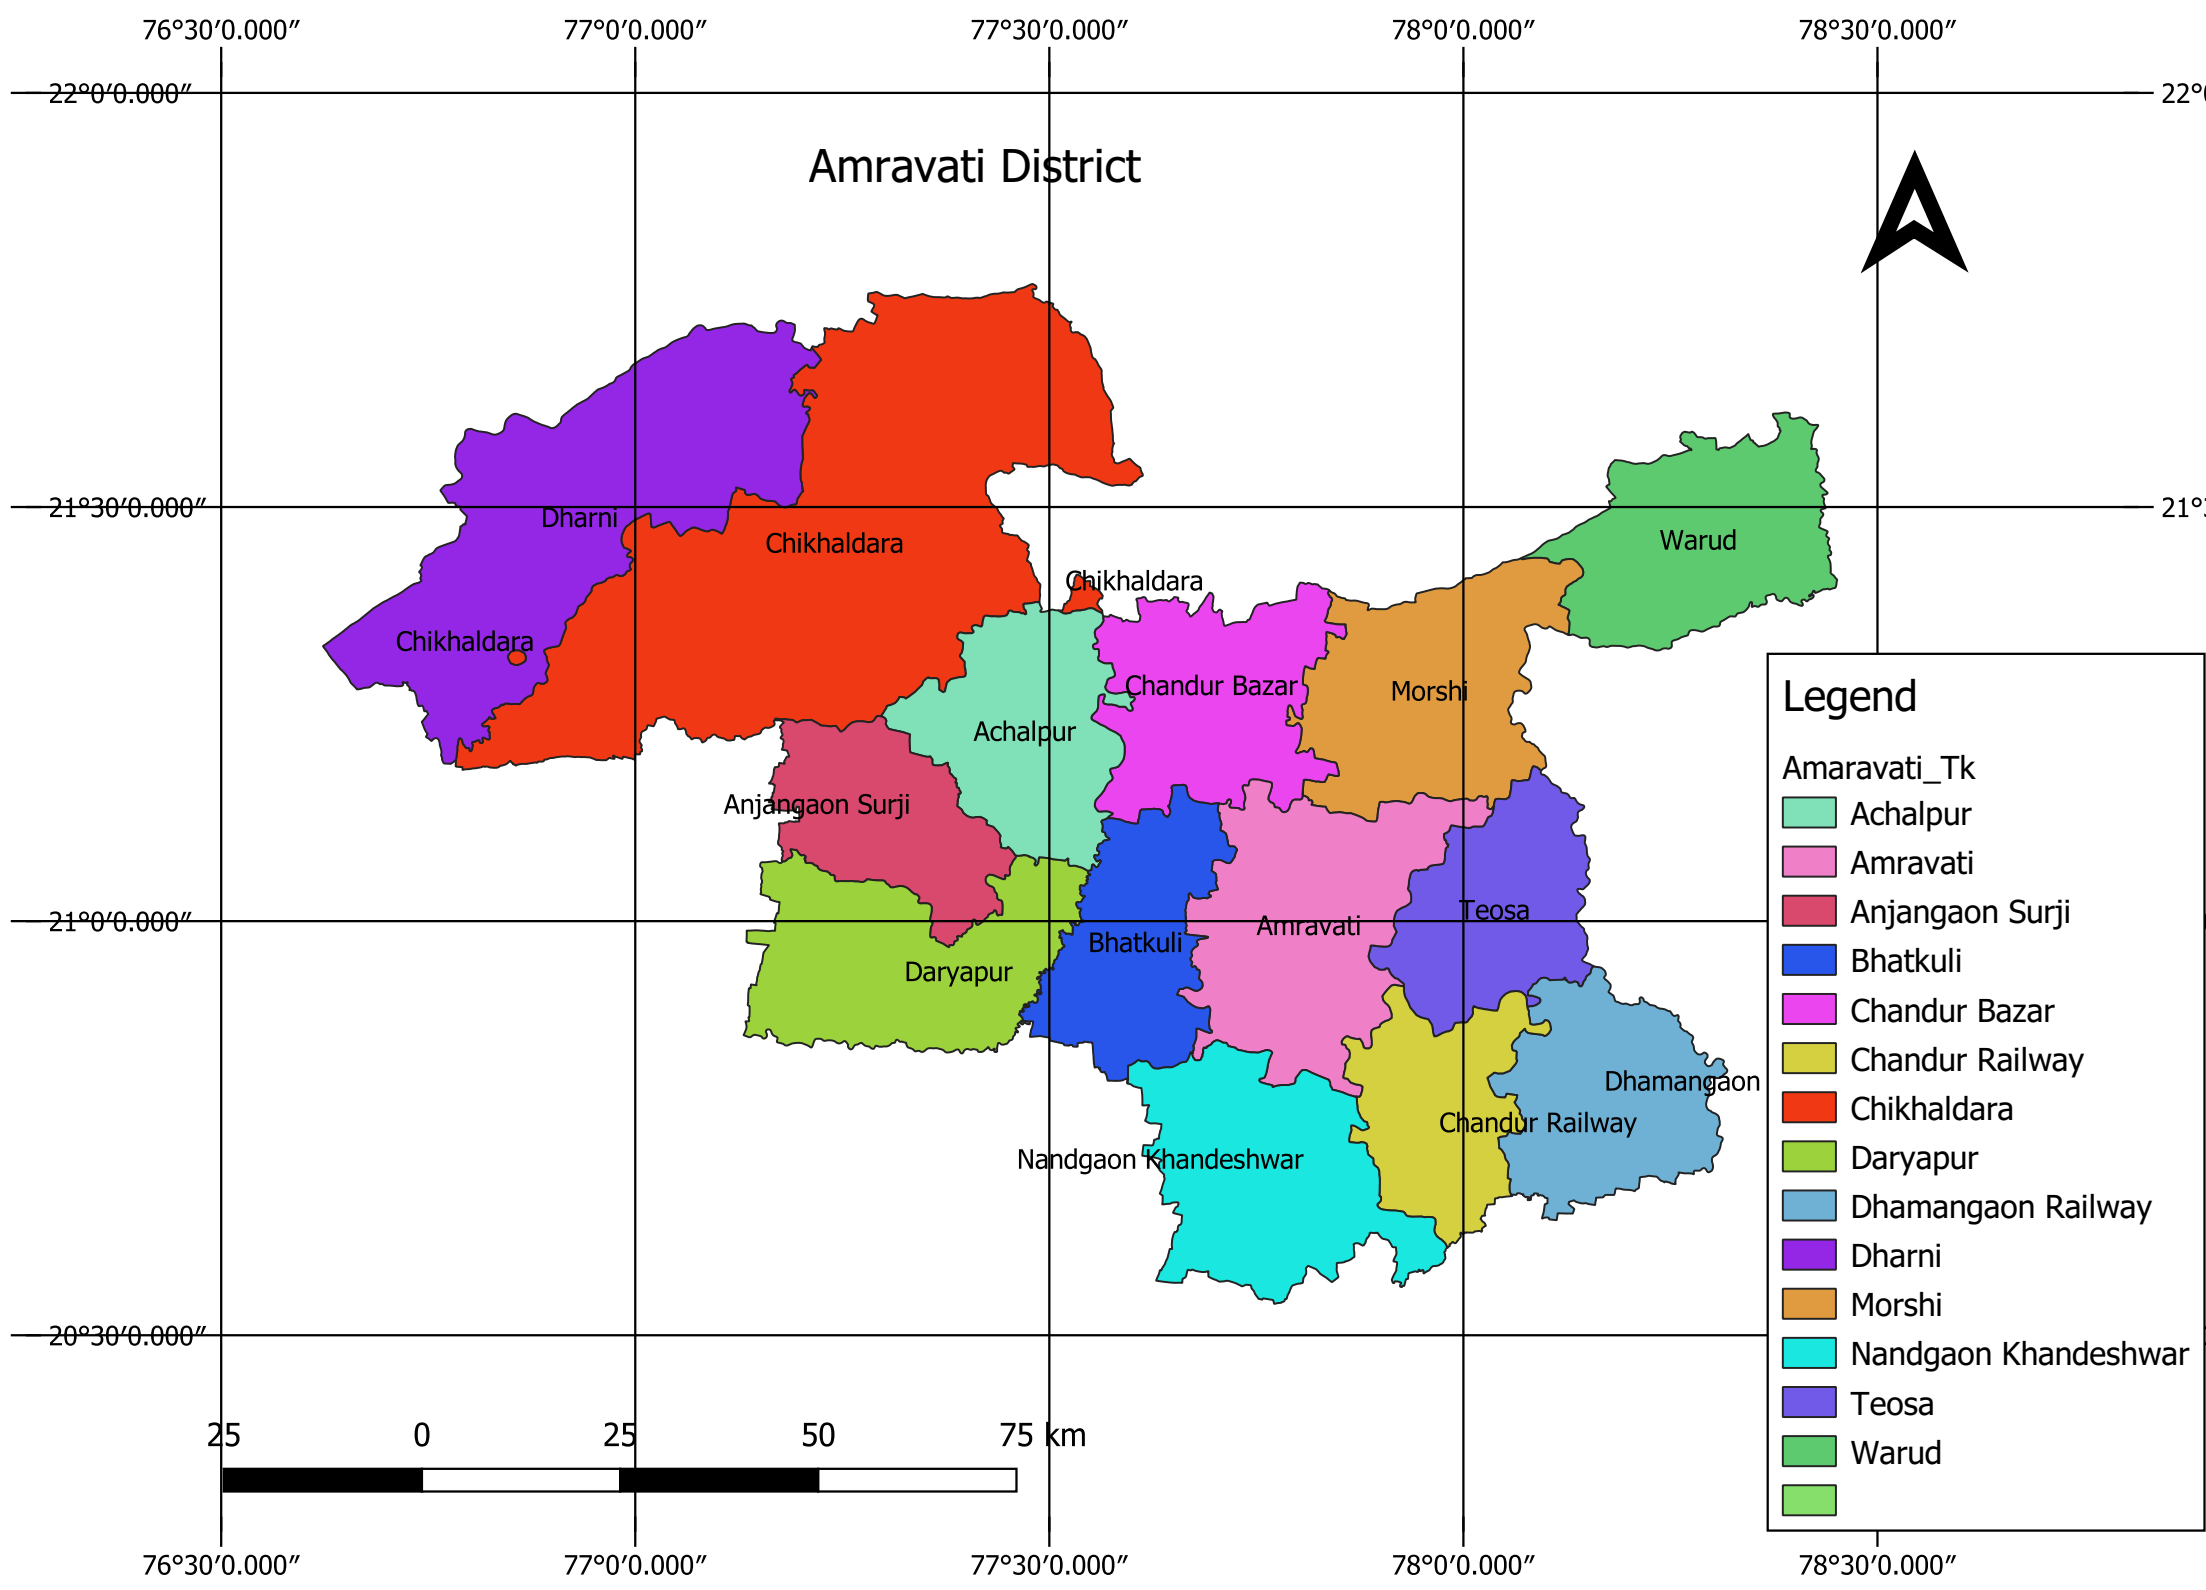 76°30′0.000″ 77°0′0.000″ 77°30′0.000″ 78°0′0.000″ 78°30′0.000″
22°0′0.000″ 22°0
Amravati District
21°30′0.000″ 21°3
Dharni
Chikhaldara
Warud
Chikhaldara
Chikhaldara
Chandur Bazar
Morshi
Achalpur
Anjangaon Surji
21°0′0.000″
Teosa
Amravati
Bhatkuli
Daryapur
Dhamangaon
Chandur Railway
Nandgaon Khandeshwar
20°30′0.000″
Legend
Amaravati_Tk
Achalpur
Amravati
Anjangaon Surji
Bhatkuli
Chandur Bazar
Chandur Railway
Chikhaldara
Daryapur
Dhamangaon Railway
Dharni
Morshi
Nandgaon Khandeshwar
Teosa
Warud
25 0 25 50 75 km
76°30′0.000″ 77°0′0.000″ 77°30′0.000″ 78°0′0.000″ 78°30′0.000″